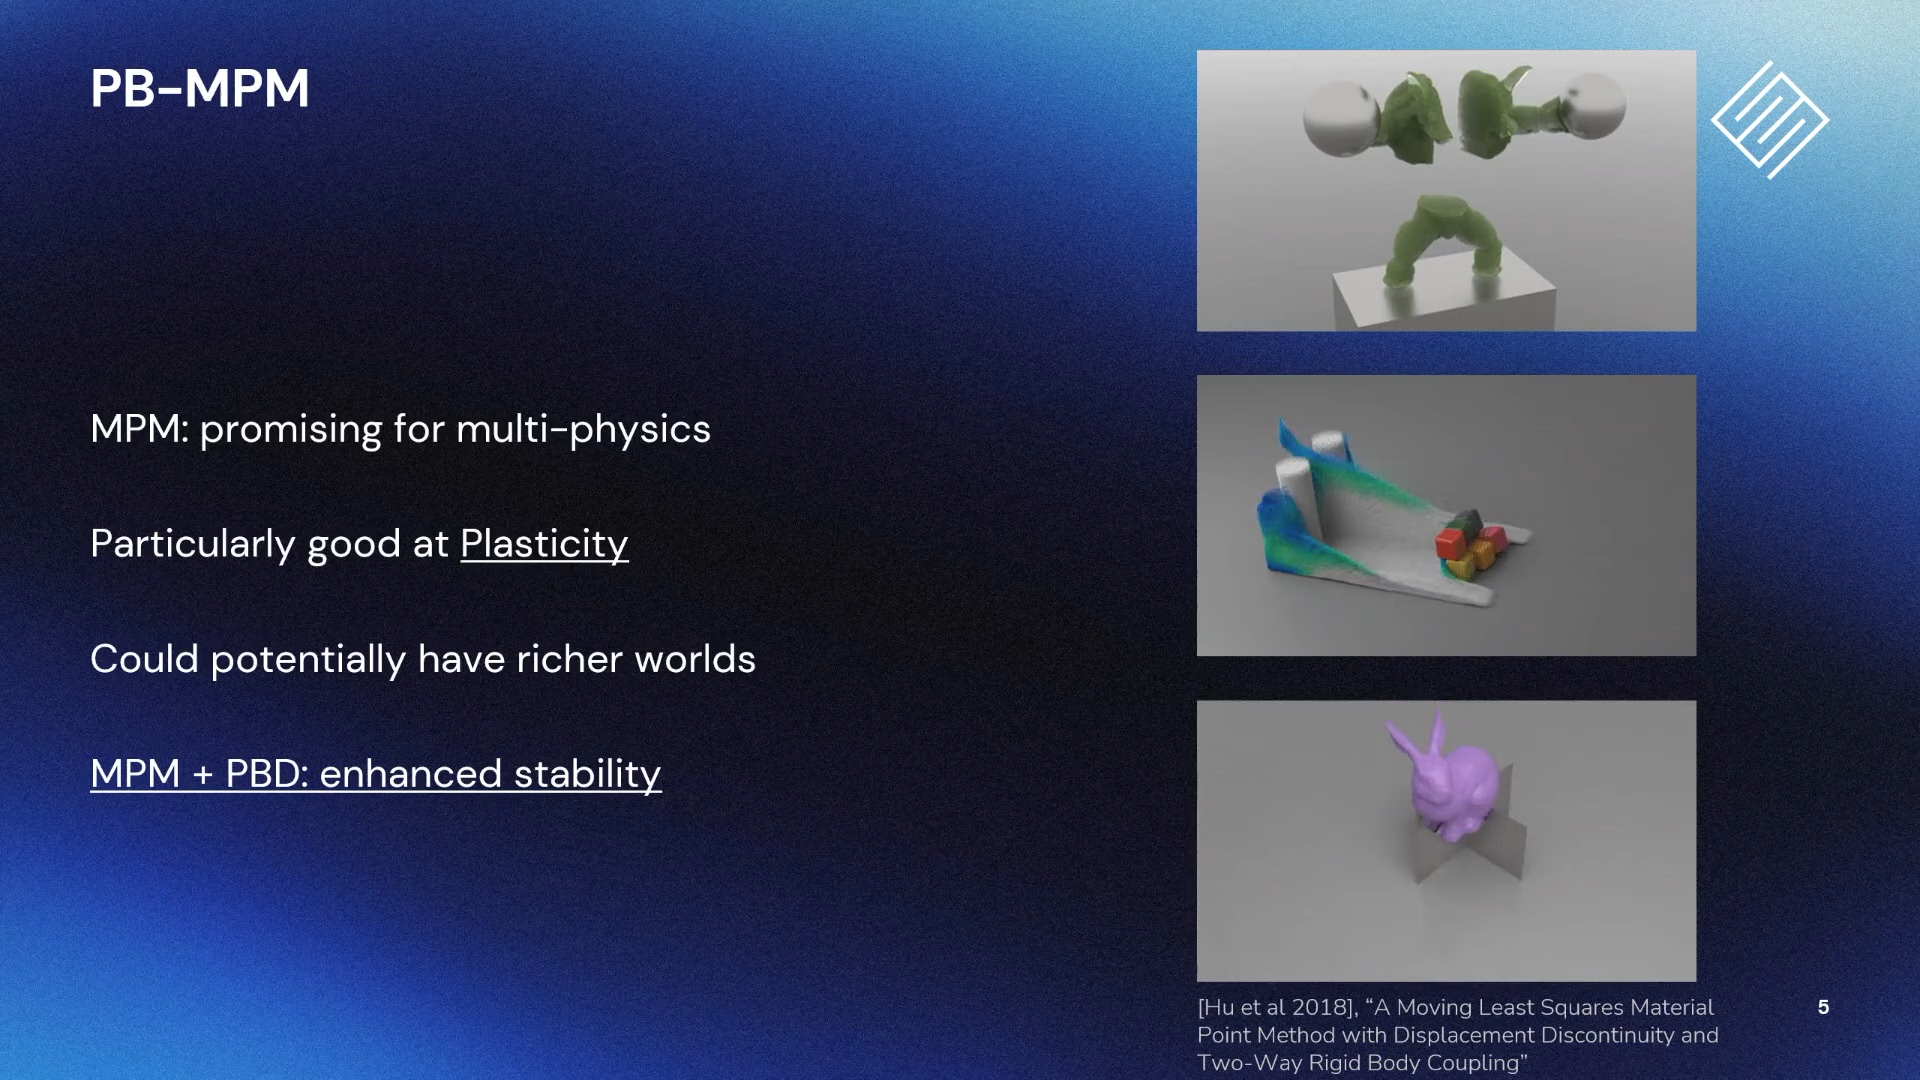 PB-MPM
MPM: promising for multi-physics
Particularly good at Plasticity
Could potentially have richer worlds
MPM + PBD: enhanced stability
[Hu et al 2018], “A Moving Least Squares Material
Point Method with Displacement Discontinuity and
Two-Way Rigid Body Coupling”
5